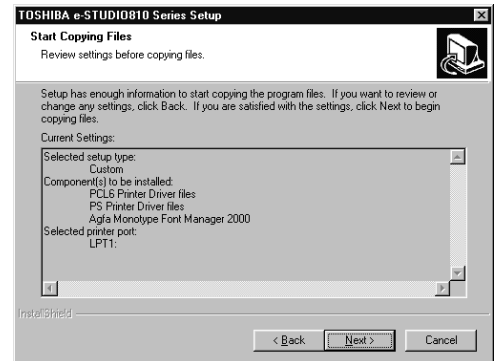 TOSHIBA e-STUDIO810 Series Setup
Start Copying Files
Review settings before copying files.
Setup has enough information to start copying the program files. If you want to review or
change any settings, click Back. If you are satisfied with the settings, click Next to begin
copying files.
Current Settings:
Selected setup type:
Custom
Component(s) to be installed:
PCL6 Printer Driver files
PS Printer Driver files
Agfa Monotype Font Manager 2000
Selected printer port:
LPT1:
InstallShield
< Back
Next >
Cancel